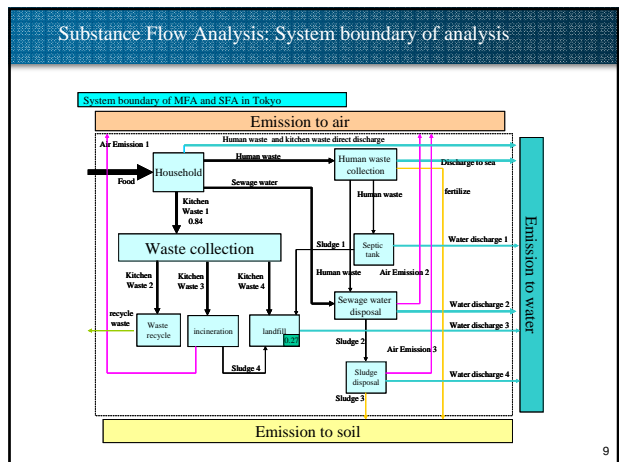 Substance Flow Analysis: System boundary of analysis
System boundary of MFA and SFA in Tokyo
Emission to air
Air Emission 1
Human waste and kitchen waste direct discharge
Human waste
Household
Food
Human waste
collection
Discharge to sea
Sewage water
fertilize
Human waste
Kitchen
Waste 1
0.84
Waste collection
Sludge 1
Septic
tank
Water discharge 1
Kitchen
Waste 2
Kitchen
Waste 3
Kitchen
Waste 4
Human waste
Air Emission 2
Sewage water
disposal
Water discharge 2
recycle
waste
Waste
recycle
incineration
landfill
0.27
Water discharge 3
Sludge 2
Air Emission 3
Sludge 4
Sludge
disposal
Water discharge 4
Sludge 3
Emission to water
Emission to soil
9